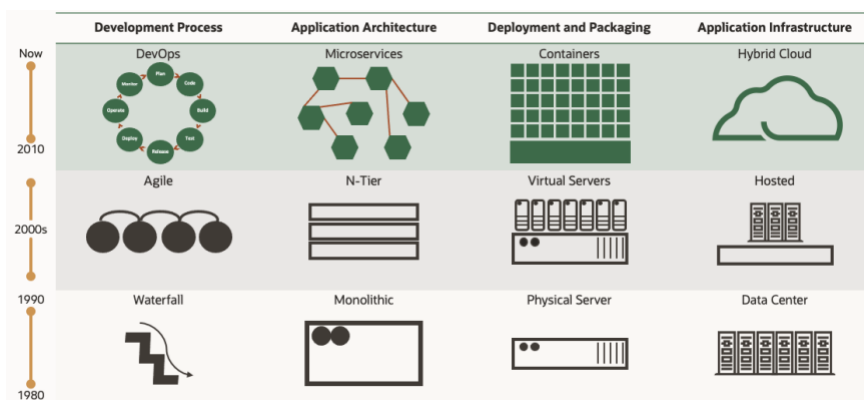 Development Process Application Architecture Deployment and Packaging Application Infrastructure
Now DevOps Microservices Containers Hybrid Cloud
Plan
Monitor Code
Operate Build
Deploy Test
Release
2010
Agile N-Tier Virtual Servers Hosted
2000s
1990 Waterfall Monolithic Physical Server Data Center
1980